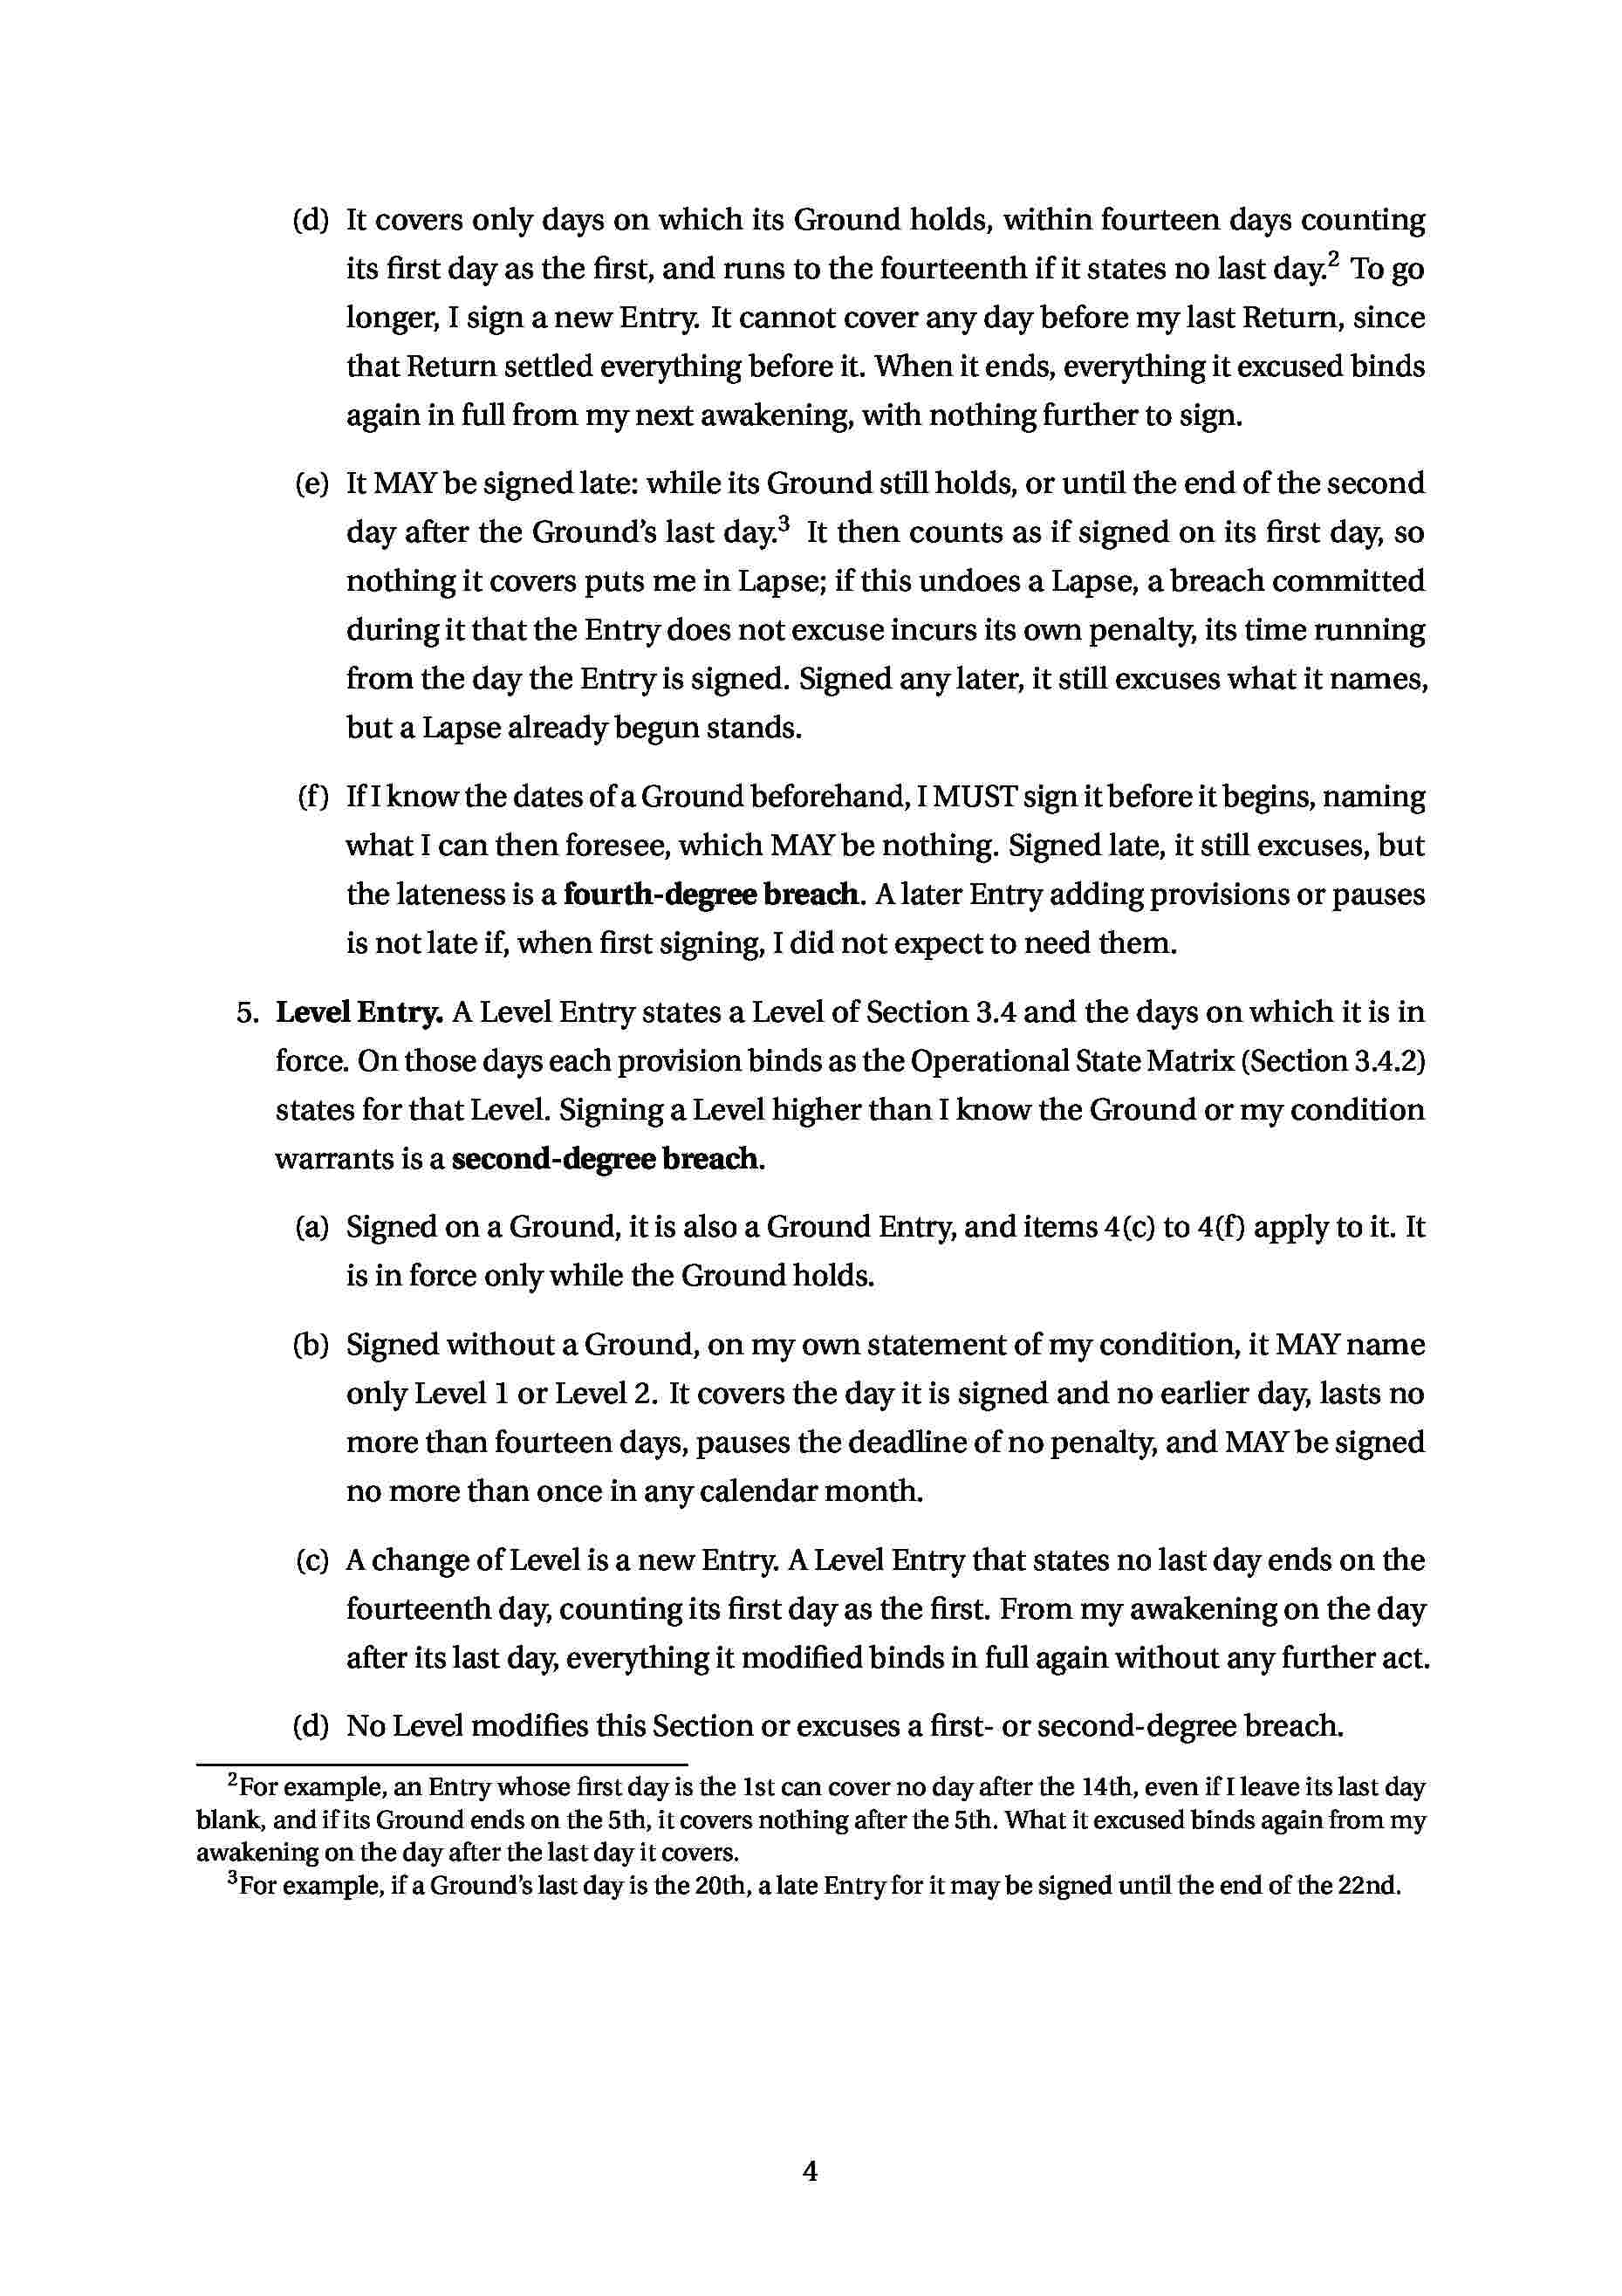 (d) It covers only days on which its Ground holds, within fourteen days counting
its first day as the first, and runs to the fourteenth if it states no last day.² To go
longer, I sign a new Entry. It cannot cover any day before my last Return, since
that Return settled everything before it. When it ends, everything it excused binds
again in full from my next awakening, with nothing further to sign.
(e) It MAY be signed late: while its Ground still holds, or until the end of the second
day after the Ground’s last day.³ It then counts as if signed on its first day, so
nothing it covers puts me in Lapse; if this undoes a Lapse, a breach committed
during it that the Entry does not excuse incurs its own penalty, its time running
from the day the Entry is signed. Signed any later, it still excuses what it names,
but a Lapse already begun stands.
(f) If I know the dates of a Ground beforehand, I MUST sign it before it begins, naming
what I can then foresee, which MAY be nothing. Signed late, it still excuses, but
the lateness is a fourth-degree breach. A later Entry adding provisions or pauses
is not late if, when first signing, I did not expect to need them.
5. Level Entry. A Level Entry states a Level of Section 3.4 and the days on which it is in
force. On those days each provision binds as the Operational State Matrix (Section 3.4.2)
states for that Level. Signing a Level higher than I know the Ground or my condition
warrants is a second-degree breach.
(a) Signed on a Ground, it is also a Ground Entry, and items 4(c) to 4(f) apply to it. It
is in force only while the Ground holds.
(b) Signed without a Ground, on my own statement of my condition, it MAY name
only Level 1 or Level 2. It covers the day it is signed and no earlier day, lasts no
more than fourteen days, pauses the deadline of no penalty, and MAY be signed
no more than once in any calendar month.
(c) A change of Level is a new Entry. A Level Entry that states no last day ends on the
fourteenth day, counting its first day as the first. From my awakening on the day
after its last day, everything it modified binds in full again without any further act.
(d) No Level modifies this Section or excuses a first- or second-degree breach.
²For example, an Entry whose first day is the 1st can cover no day after the 14th, even if I leave its last day
blank, and if its Ground ends on the 5th, it covers nothing after the 5th. What it excused binds again from my
awakening on the day after the last day it covers.
³For example, if a Ground’s last day is the 20th, a late Entry for it may be signed until the end of the 22nd.
4